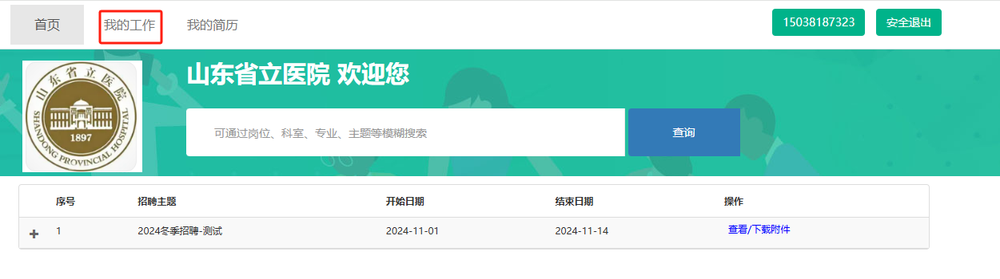 首页 我的工作 我的简历 15038187323 安全退出
山东省立医院 欢迎您
山东省立医院
1897
SHANDONG PROVINCIAL HOSPITAL
可通过岗位、科室、专业、主题等模糊搜索 查询
序号 招聘主题 开始日期 结束日期 操作
1 2024冬季招聘-测试 2024-11-01 2024-11-14 查看/下载附件